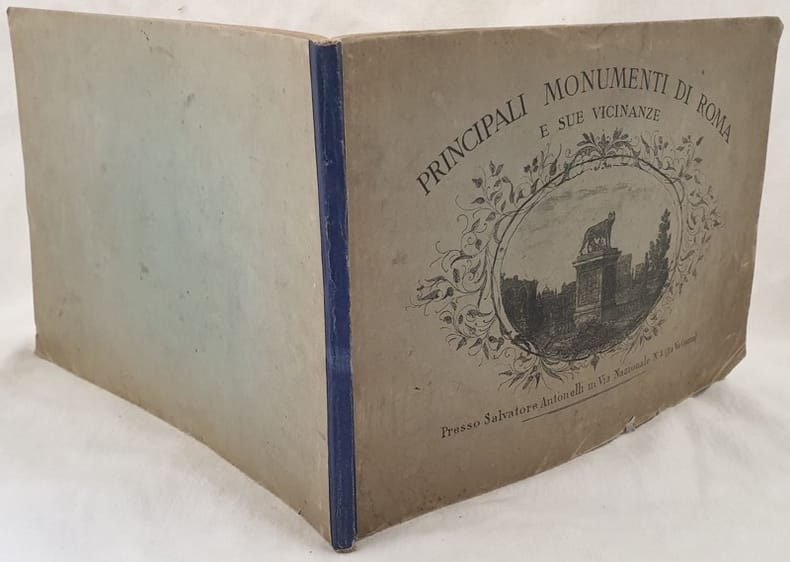 PRINCIPALI MONUMENTI DI ROMA
E SUE VICINANZE
Presso Salvatore Antonelli in Via Nazionale N.